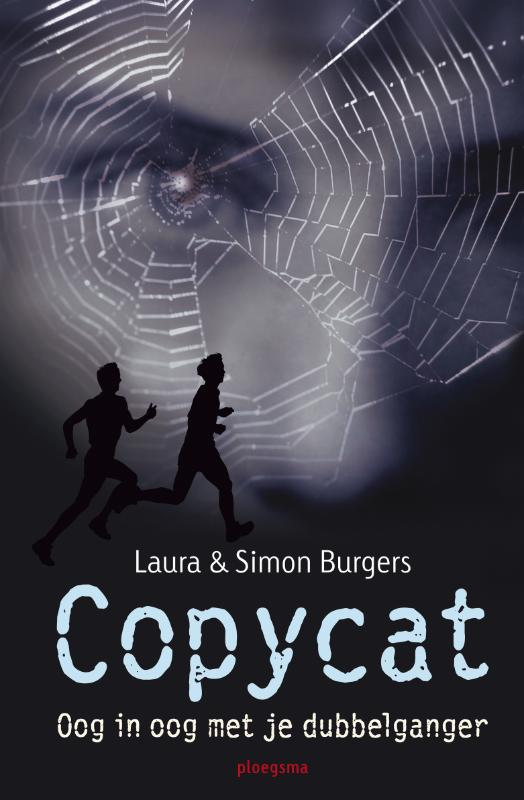 Laura & Simon Burgers
Copycat
Oog in oog met je dubbelganger
ploegsma